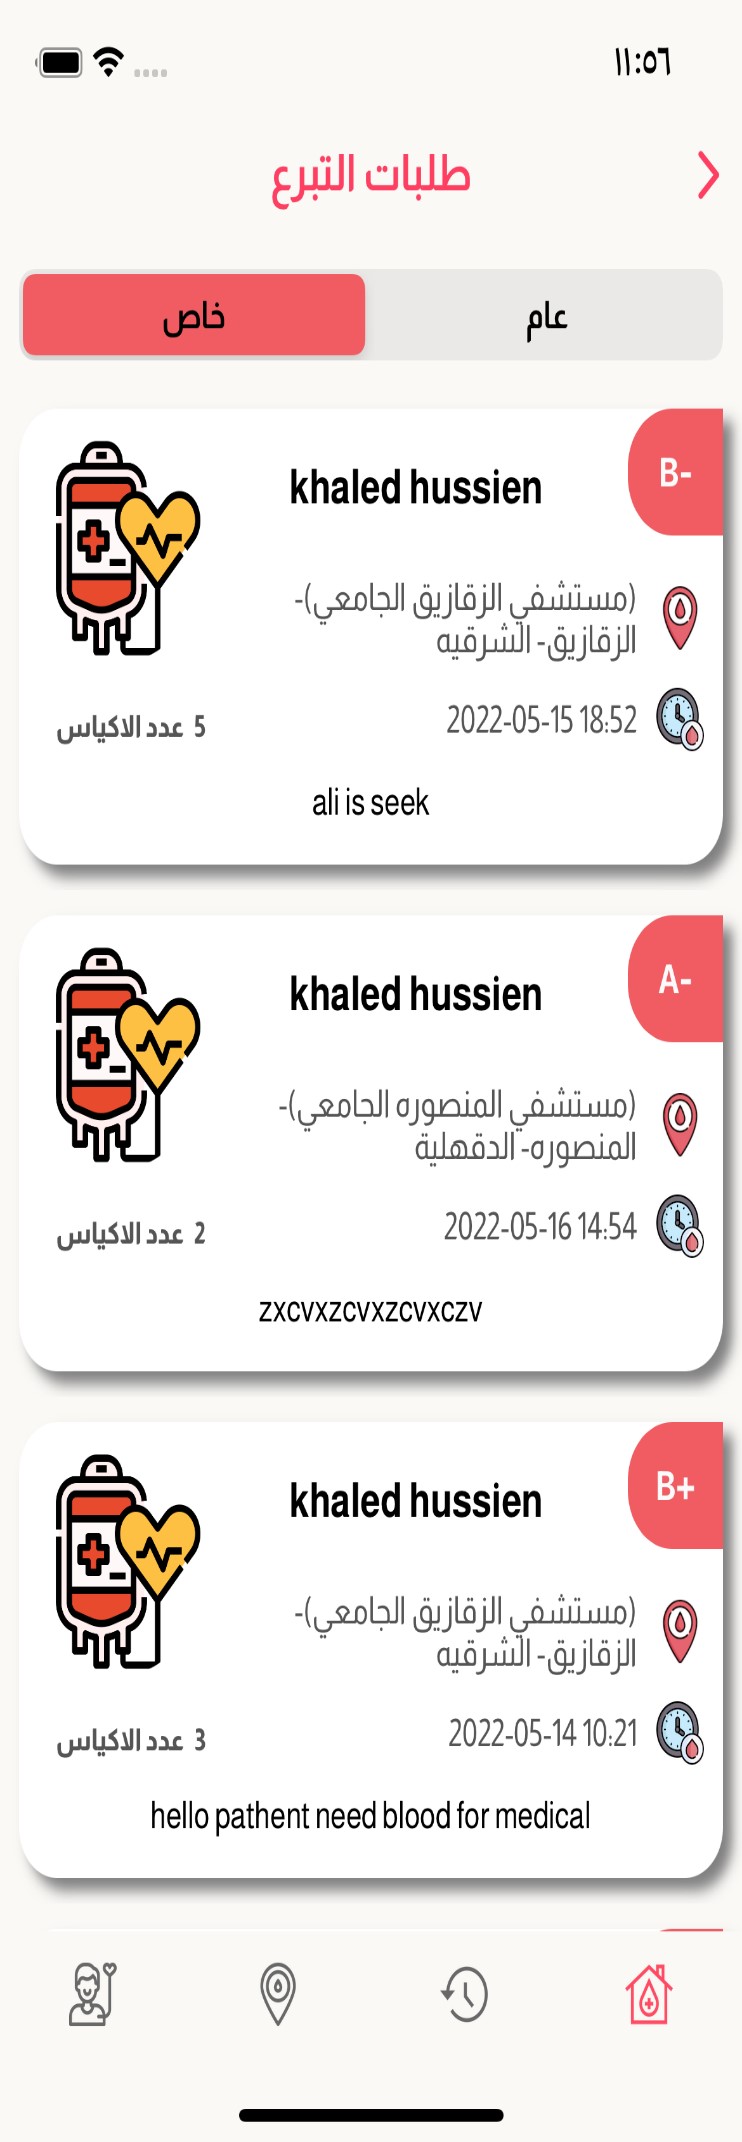 ١١:٥٦
طلبات التبرع
عام
خاص
B-
khaled hussien
(مستشفي الزقازيق الجامعي)-
الزقازيق- الشرقيه
2022-05-15 18:52
5 عدد الاكياس
ali is seek
A-
khaled hussien
(مستشفي المنصوره الجامعي)-
المنصوره- الدقهلية
2022-05-16 14:54
2 عدد الاكياس
zxcvxzcvxzcvxczv
B+
khaled hussien
(مستشفي الزقازيق الجامعي)-
الزقازيق- الشرقيه
2022-05-14 10:21
3 عدد الاكياس
hello pathent need blood for medical